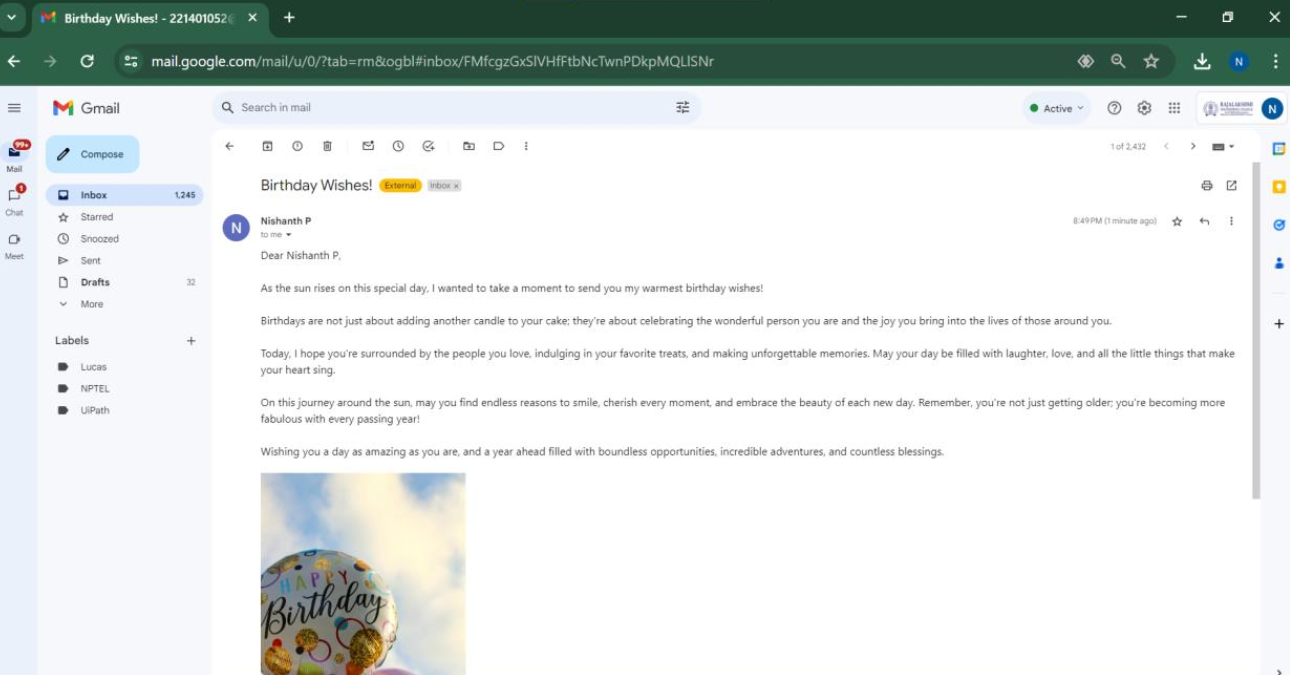 Birthday Wishes! - 221401052@
mail.google.com/mail/u/0/?tab=rm&ogbl#inbox/FMfcgzGxSlVHfFtbNcTwnPDkpMQLlSNr
N
Gmail
Search in mail
Active
RAJALAKSHMI
N
99+
Mail
1
Chat
Meet
Compose
Inbox 1,245
Starred
Snoozed
Sent
Drafts 32
More
Labels
Lucas
NPTEL
UiPath
1 of 2,432
Birthday Wishes! External Inbox x
N
Nishanth P
8:49 PM (1 minute ago)
to me
Dear Nishanth P,
As the sun rises on this special day, I wanted to take a moment to send you my warmest birthday wishes!
Birthdays are not just about adding another candle to your cake; they're about celebrating the wonderful person you are and the joy you bring into the lives of those around you.
Today, I hope you're surrounded by the people you love, indulging in your favorite treats, and making unforgettable memories. May your day be filled with laughter, love, and all the little things that make
your heart sing.
On this journey around the sun, may you find endless reasons to smile, cherish every moment, and embrace the beauty of each new day. Remember, you're not just getting older; you're becoming more
fabulous with every passing year!
Wishing you a day as amazing as you are, and a year ahead filled with boundless opportunities, incredible adventures, and countless blessings.
HAPPY
Birthday